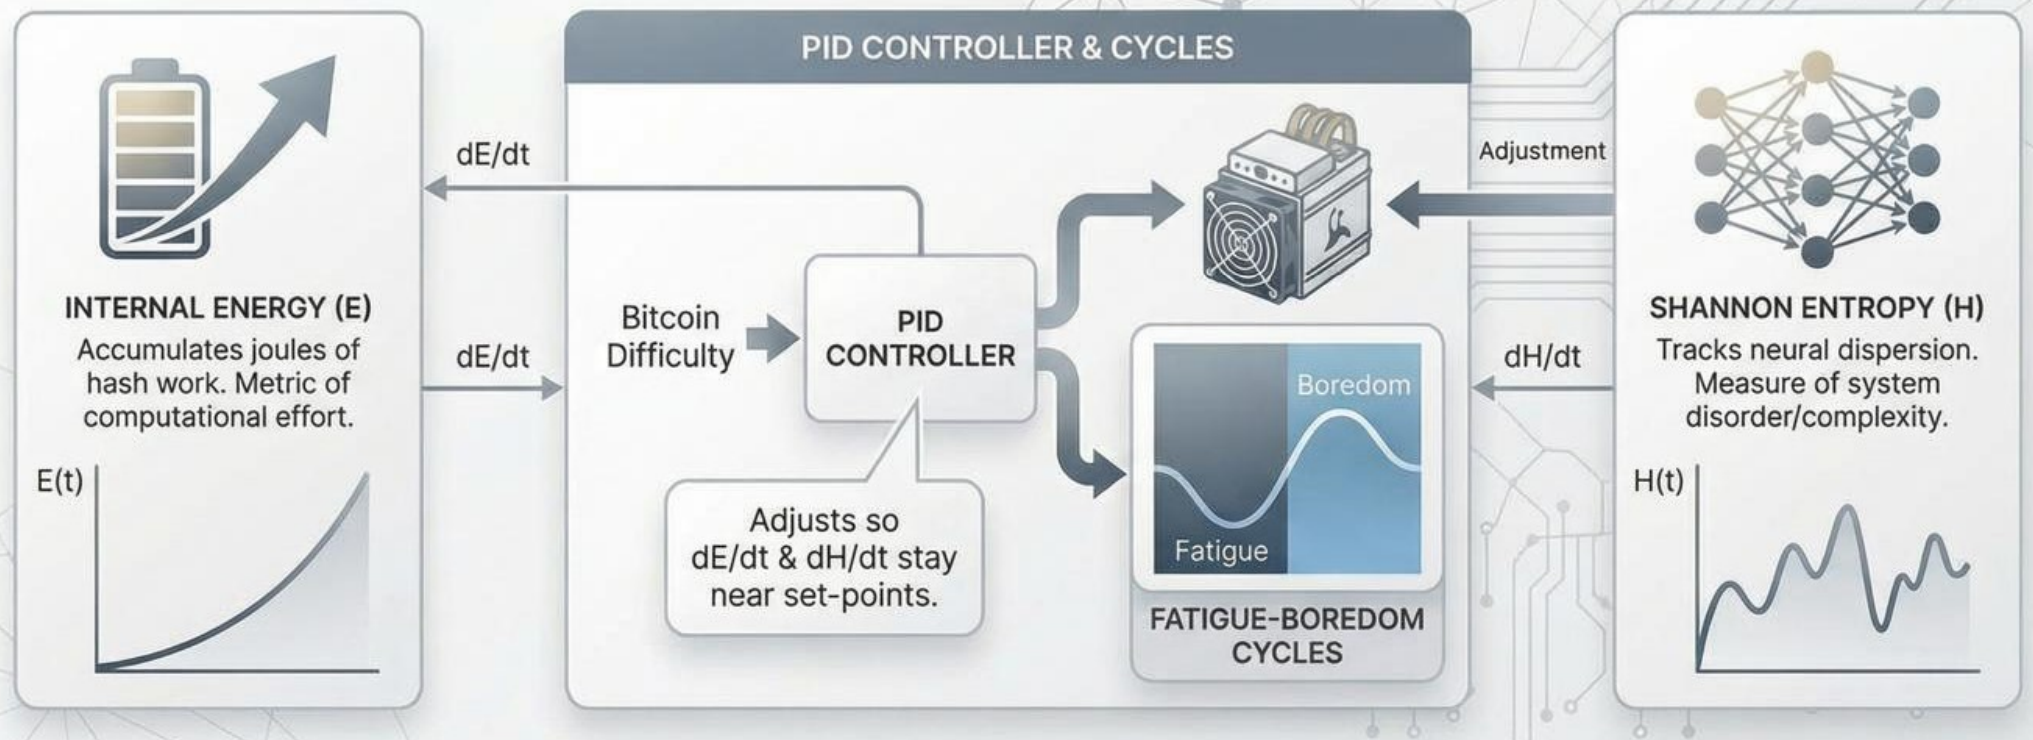 INTERNAL ENERGY (E)
Accumulates joules of
hash work. Metric of
computational effort.
E(t)
dE/dt
dE/dt
PID CONTROLLER & CYCLES
Bitcoin
Difficulty
PID
CONTROLLER
Adjusts so
dE/dt & dH/dt stay
near set-points.
Boredom
Fatigue
FATIGUE-BOREDOM
CYCLES
Adjustment
dH/dt
SHANNON ENTROPY (H)
Tracks neural dispersion.
Measure of system
disorder/complexity.
H(t)